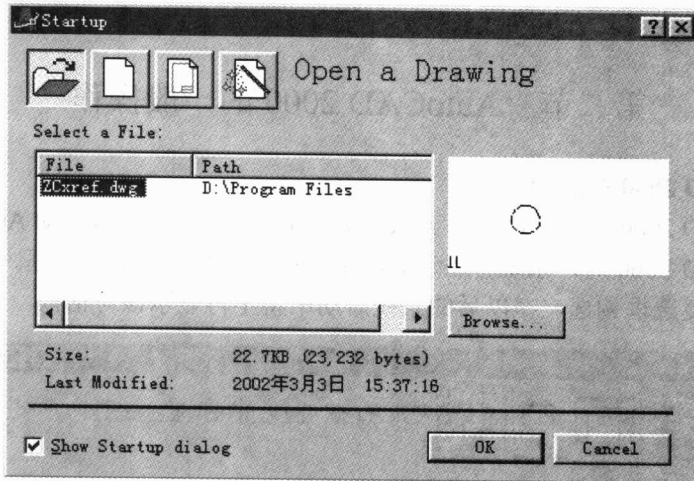 Startup
Open a Drawing
Select a File:
File Path
ZCxref.dwg D:\Program Files
Browse...
Size: 22.7KB (23,232 bytes)
Last Modified: 2002年3月3日 15:37:16
Show Startup dialog
OK Cancel